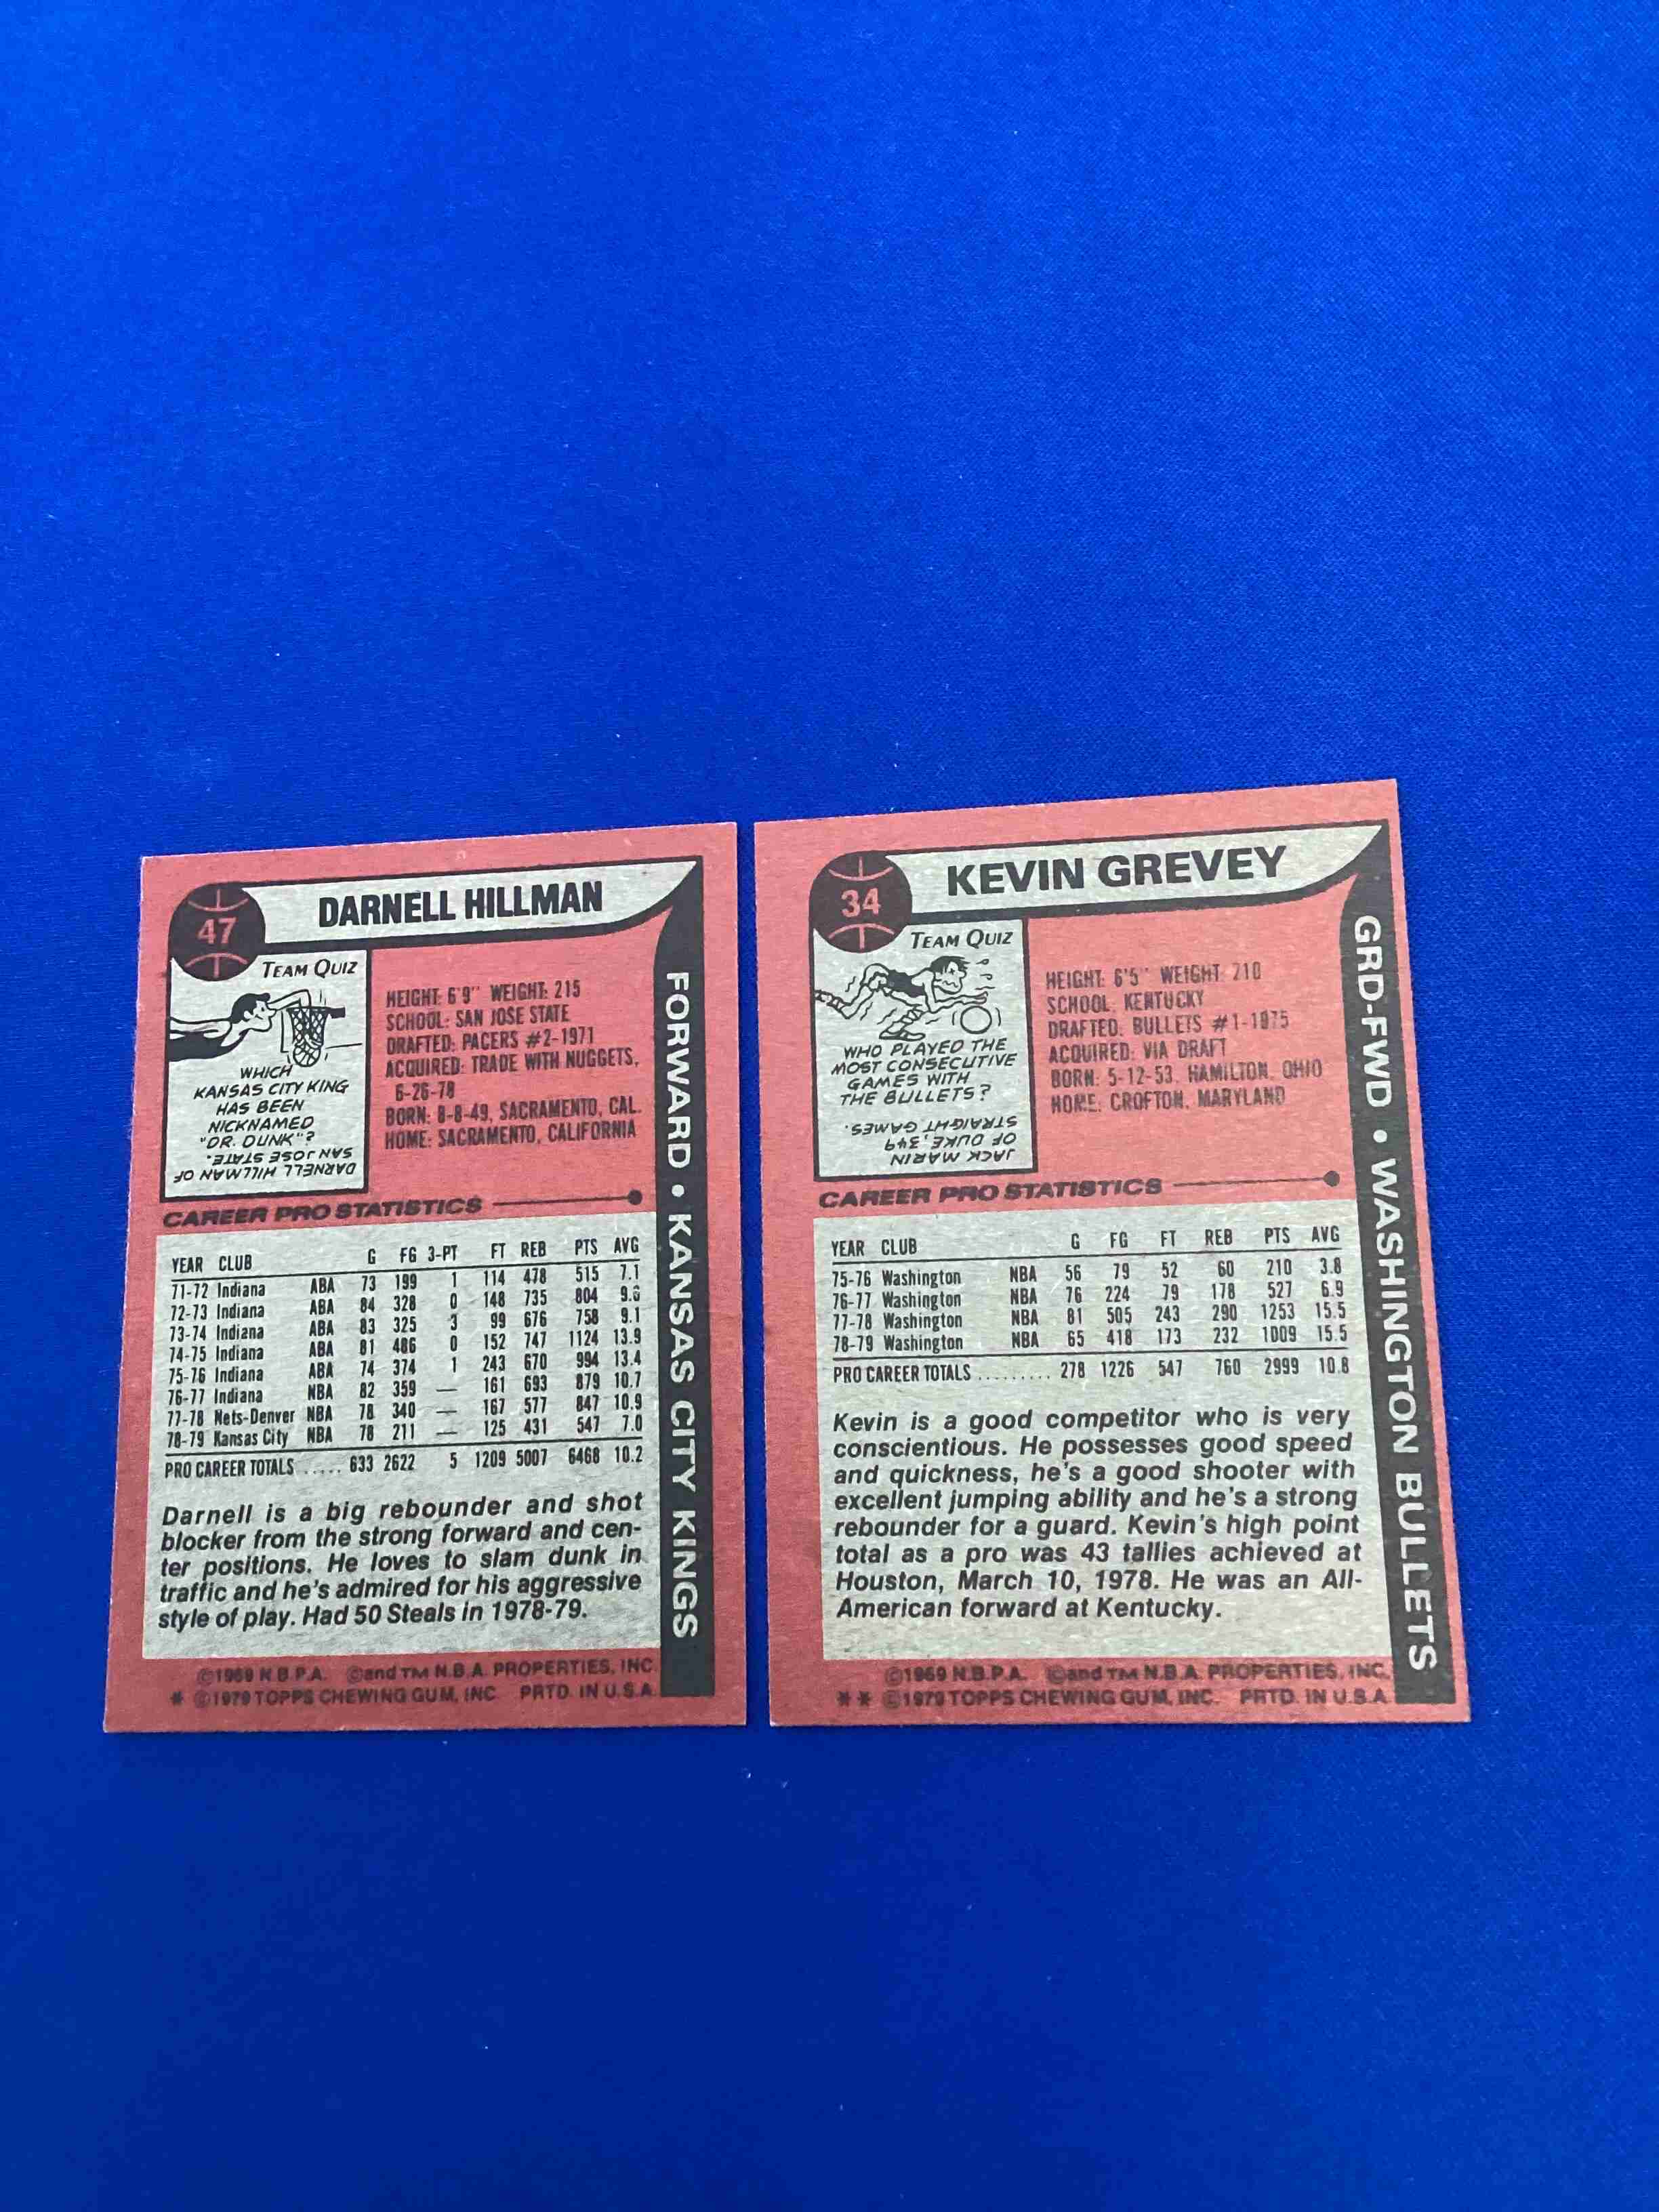 47
DARNELL HILLMAN
TEAM QUIZ
WHICH
KANSAS CITY KING
HAS BEEN
NICKNAMED
"DR. DUNK"?
DARNELL HILLMAN OF
SAN JOSE STATE.
HEIGHT: 6'9" WEIGHT: 215
SCHOOL: SAN JOSE STATE
DRAFTED: PACERS #2-1971
ACQUIRED: TRADE WITH NUGGETS,
6-26-78
BORN: 8-8-49, SACRAMENTO, CAL.
HOME: SACRAMENTO, CALIFORNIA
FORWARD • KANSAS CITY KINGS
CAREER PRO STATISTICS
YEAR CLUB G FG 3-PT FT REB PTS AVG
71-72 Indiana ABA 73 199 1 114 478 515 7.1
72-73 Indiana ABA 84 328 0 148 735 804 9.6
73-74 Indiana ABA 83 325 3 99 676 758 9.1
74-75 Indiana ABA 81 486 0 152 747 1124 13.9
75-76 Indiana ABA 74 374 1 243 670 994 13.4
76-77 Indiana NBA 82 359 — 161 693 879 10.7
77-78 Nets-Denver NBA 78 340 — 167 577 847 10.9
78-79 Kansas City NBA 78 211 — 125 431 547 7.0
PRO CAREER TOTALS ..... 633 2622 5 1209 5007 6468 10.2
Darnell is a big rebounder and shot
blocker from the strong forward and cen-
ter positions. He loves to slam dunk in
traffic and he's admired for his aggressive
style of play. Had 50 Steals in 1978-79.
©1969 N.B.P.A. ©and TM N.B.A. PROPERTIES, INC.
* ©1979 TOPPS CHEWING GUM, INC. PRTD. IN U.S.A.
34
KEVIN GREVEY
TEAM QUIZ
WHO PLAYED THE
MOST CONSECUTIVE
GAMES WITH
THE BULLETS?
JACK MARIN
OF DUKE, 349
STRAIGHT GAMES.
HEIGHT: 6'5" WEIGHT: 210
SCHOOL: KENTUCKY
DRAFTED: BULLETS #1-1975
ACQUIRED: VIA DRAFT
BORN: 5-12-53, HAMILTON, OHIO
HOME: CROFTON, MARYLAND
GRD-FWD • WASHINGTON BULLETS
CAREER PRO STATISTICS
YEAR CLUB G FG FT REB PTS AVG
75-76 Washington NBA 56 79 52 60 210 3.8
76-77 Washington NBA 76 224 79 178 527 6.9
77-78 Washington NBA 81 505 243 290 1253 15.5
78-79 Washington NBA 65 418 173 232 1009 15.5
PRO CAREER TOTALS ......... 278 1226 547 760 2999 10.8
Kevin is a good competitor who is very
conscientious. He possesses good speed
and quickness, he's a good shooter with
excellent jumping ability and he's a strong
rebounder for a guard. Kevin's high point
total as a pro was 43 tallies achieved at
Houston, March 10, 1978. He was an All-
American forward at Kentucky.
©1969 N.B.P.A. ©and TM N.B.A. PROPERTIES, INC.
** ©1979 TOPPS CHEWING GUM, INC. PRTD. IN U.S.A.